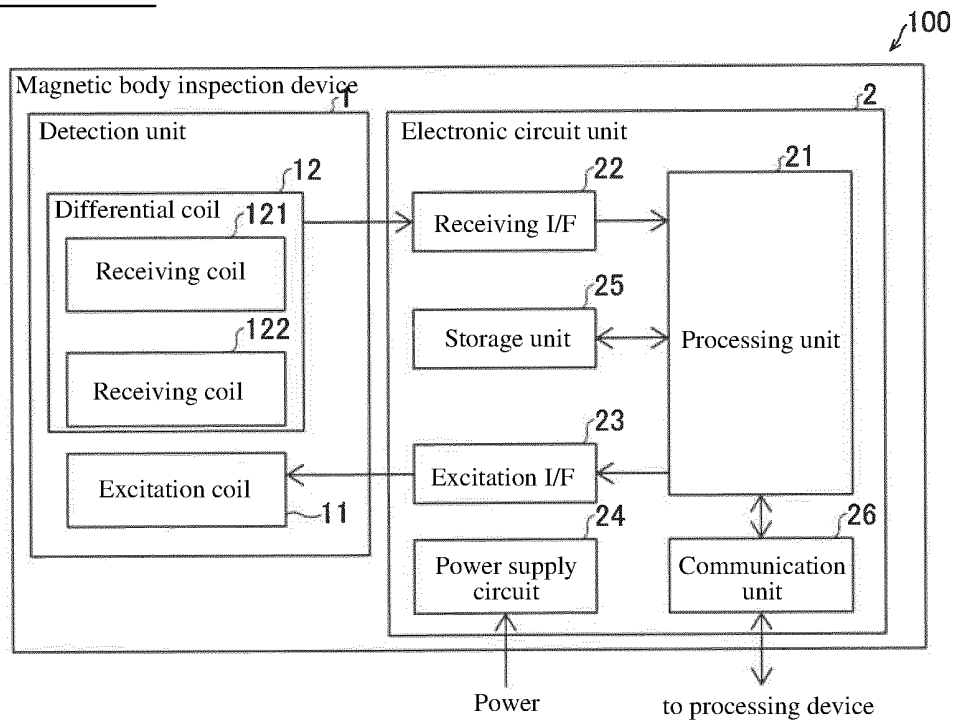 100
Magnetic body inspection device
1
2
Detection unit
Electronic circuit unit
12
22
21
Differential coil
121
Receiving I/F
Receiving coil
25
122
Storage unit
Processing unit
Receiving coil
23
Excitation I/F
Excitation coil
11
24
26
Power supply
circuit
Communication
unit
Power
to processing device